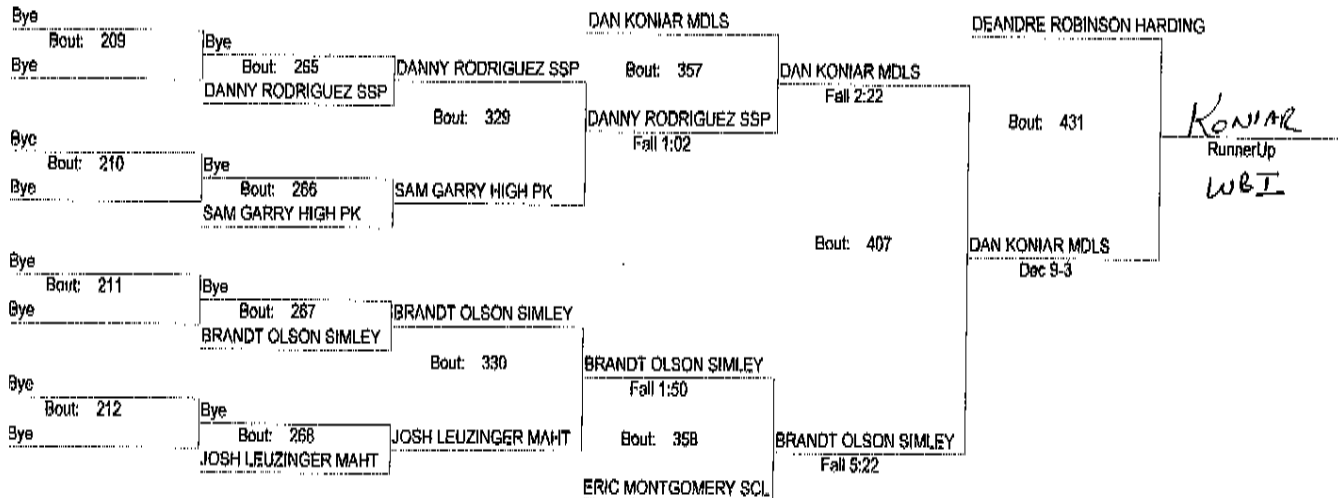 Bye
Bout: 209
Bye
Bye
Bout: 265
DANNY RODRIGUEZ SSP
DANNY RODRIGUEZ SSP
Bout: 329
Bye
Bout: 210
Bye
Bye
Bout: 266
SAM GARRY HIGH PK
SAM GARRY HIGH PK
Bye
Bout: 211
Bye
Bye
Bout: 267
BRANDT OLSON SIMLEY
BRANDT OLSON SIMLEY
Bout: 330
Bye
Bout: 212
Bye
Bye
Bout: 268
JOSH LEUZINGER MAHT
JOSH LEUZINGER MAHT
DAN KONIAR MDLS
Bout: 357
DANNY RODRIGUEZ SSP
Fall 1:02
BRANDT OLSON SIMLEY
Fall 1:50
Bout: 358
ERIC MONTGOMERY SCL
DAN KONIAR MDLS
Fall 2:22
Bout: 407
BRANDT OLSON SIMLEY
Fall 5:22
DEANDRE ROBINSON HARDING
Bout: 431
DAN KONIAR MDLS
Dec 9-3
KONIAR
RunnerUp
WBI